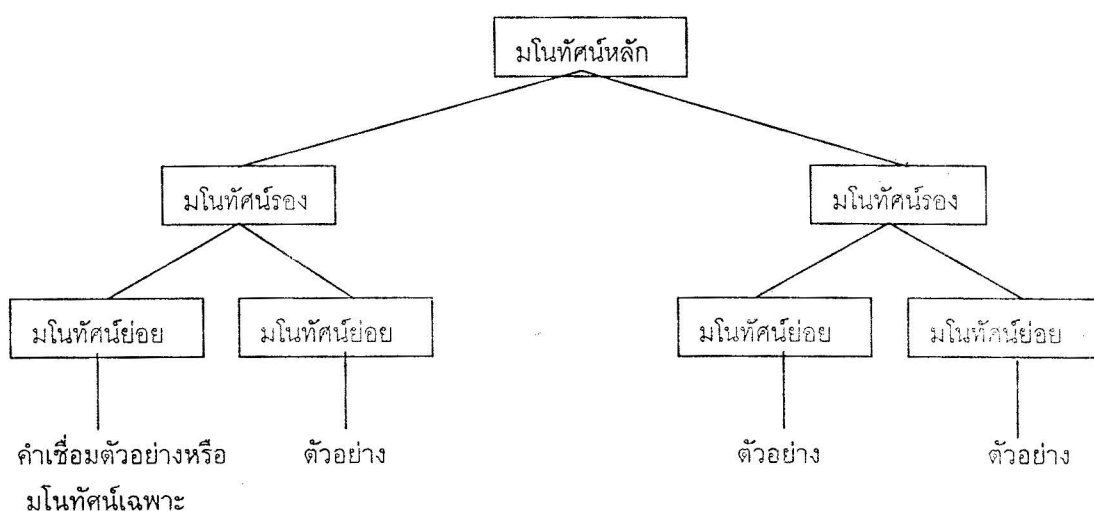 มโนทัศน์หลัก
มโนทัศน์รอง
มโนทัศน์รอง
มโนทัศน์ย่อย
มโนทัศน์ย่อย
มโนทัศน์ย่อย
มโนทัศน์ย่อย
คำเชื่อมตัวอย่างหรือ
มโนทัศน์เฉพาะ
ตัวอย่าง
ตัวอย่าง
ตัวอย่าง